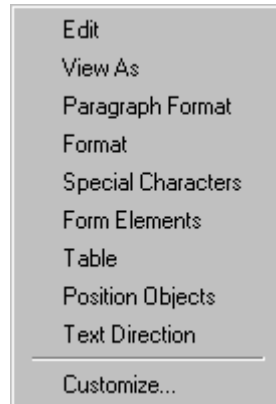 Edit
View As
Paragraph Format
Format
Special Characters
Form Elements
Table
Position Objects
Text Direction
Customize...